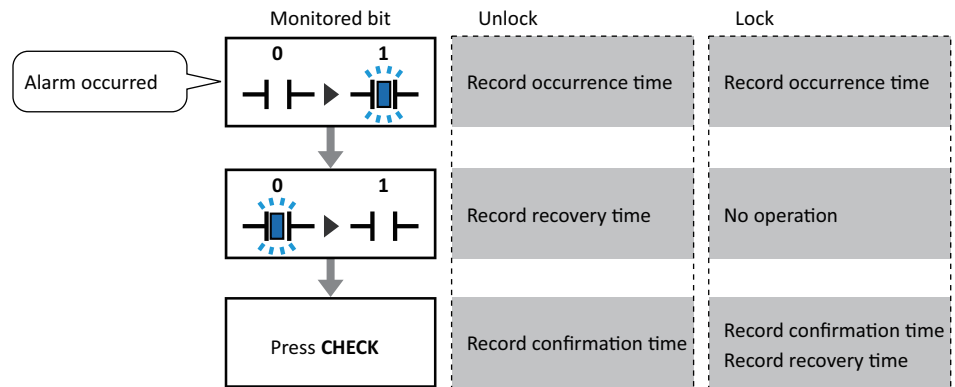 Monitored bit Unlock Lock
Alarm occurred
0 1
Record occurrence time Record occurrence time
0 1
Record recovery time No operation
Press CHECK
Record confirmation time
Record confirmation time
Record recovery time